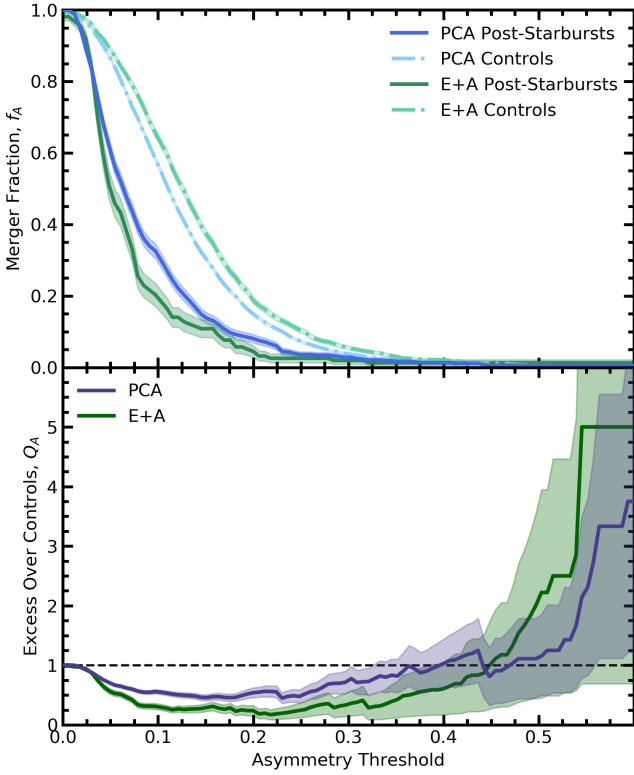 1.0
0.8
0.6
0.4
0.2
0.0
Merger Fraction, f_A
PCA Post-Starbursts
PCA Controls
E+A Post-Starbursts
E+A Controls
5
4
3
2
1
0
Excess Over Controls, Q_A
PCA
E+A
0.0 0.1 0.2 0.3 0.4 0.5
Asymmetry Threshold